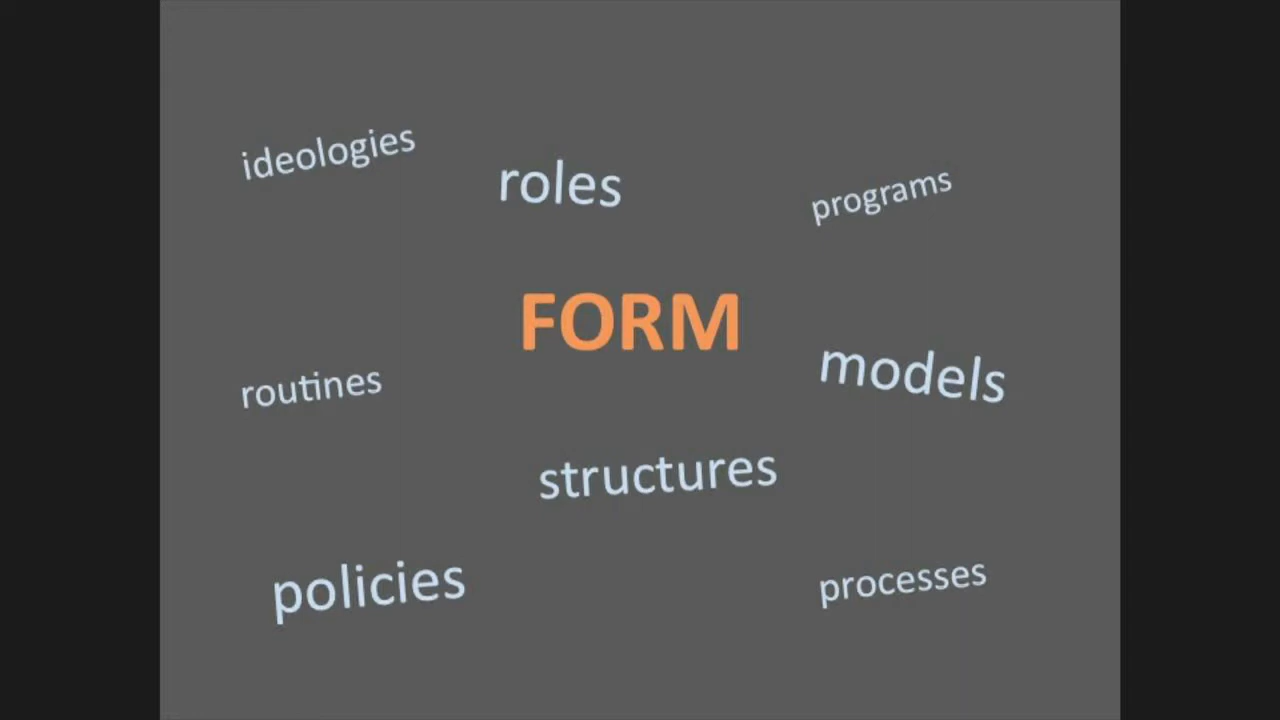 ideologies
roles
programs
FORM
routines
models
structures
policies
processes